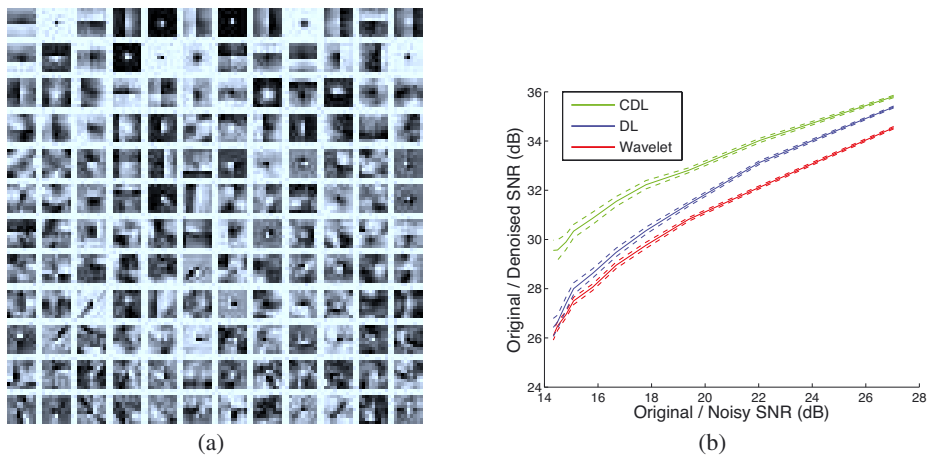 36
34
32
30
28
26
24
Original / Denoised SNR (dB)
CDL
DL
Wavelet
14 16 18 20 22 24 26 28
Original / Noisy SNR (dB)
(a)
(b)